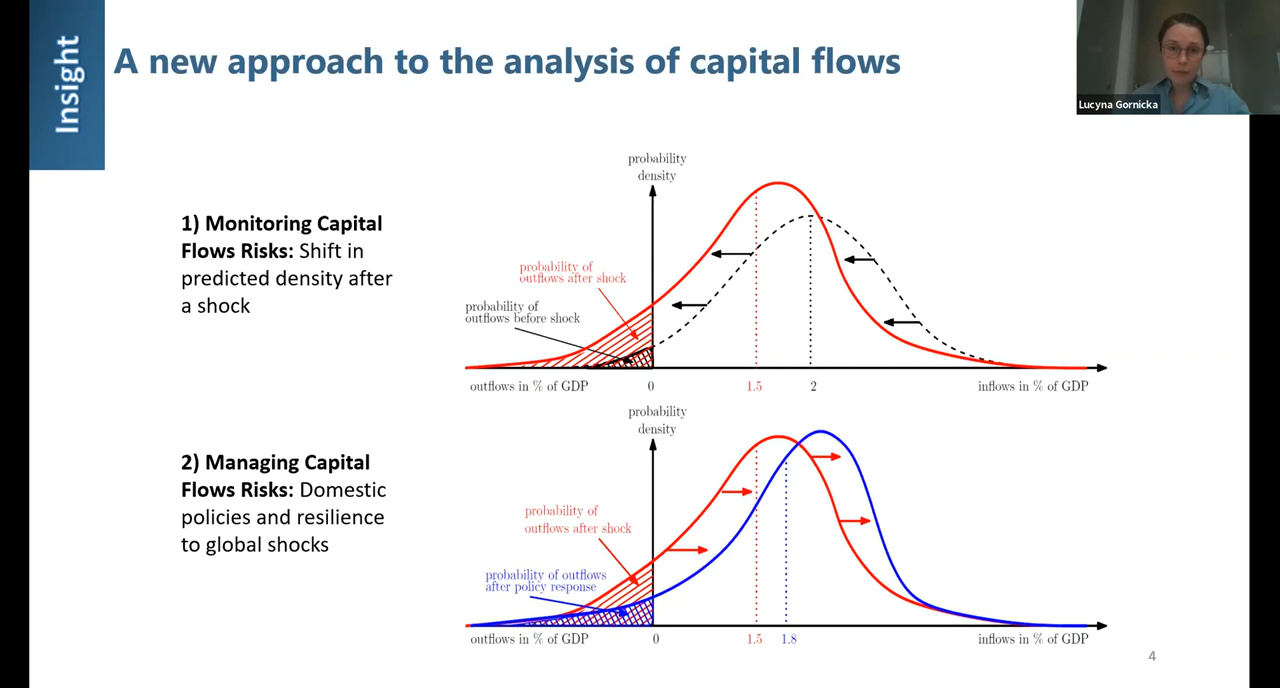 Insight
A new approach to the analysis of capital flows
Lucyna Gornicka
1) Monitoring Capital
Flows Risks: Shift in
predicted density after
a shock
probability
density
probability of
outflows after shock
probability of
outflows before shock
outflows in % of GDP
0
1.5
2
inflows in % of GDP
2) Managing Capital
Flows Risks: Domestic
policies and resilience
to global shocks
probability
density
probability of
outflows after shock
probability of outflows
after policy response
outflows in % of GDP
0
1.5
1.8
inflows in % of GDP
4